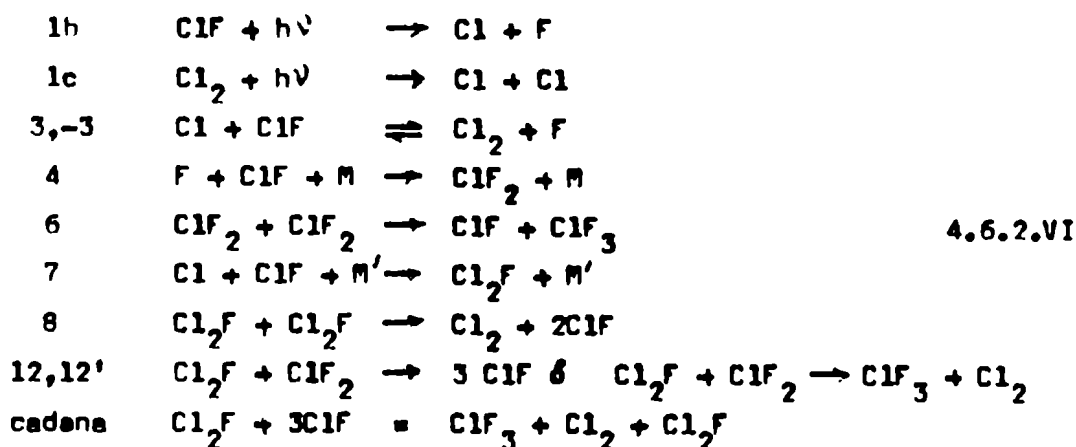 1h ClF + hν → Cl + F
1c Cl₂ + hν → Cl + Cl
3,-3 Cl + ClF ⇌ Cl₂ + F
4 F + ClF + M → ClF₂ + M
6 ClF₂ + ClF₂ → ClF + ClF₃ 4.6.2.VI
7 Cl + ClF + M' → Cl₂F + M'
8 Cl₂F + Cl₂F → Cl₂ + 2ClF
12,12' Cl₂F + ClF₂ → 3 ClF ó Cl₂F + ClF₂ → ClF₃ + Cl₂
cadena Cl₂F + 3ClF = ClF₃ + Cl₂ + Cl₂F